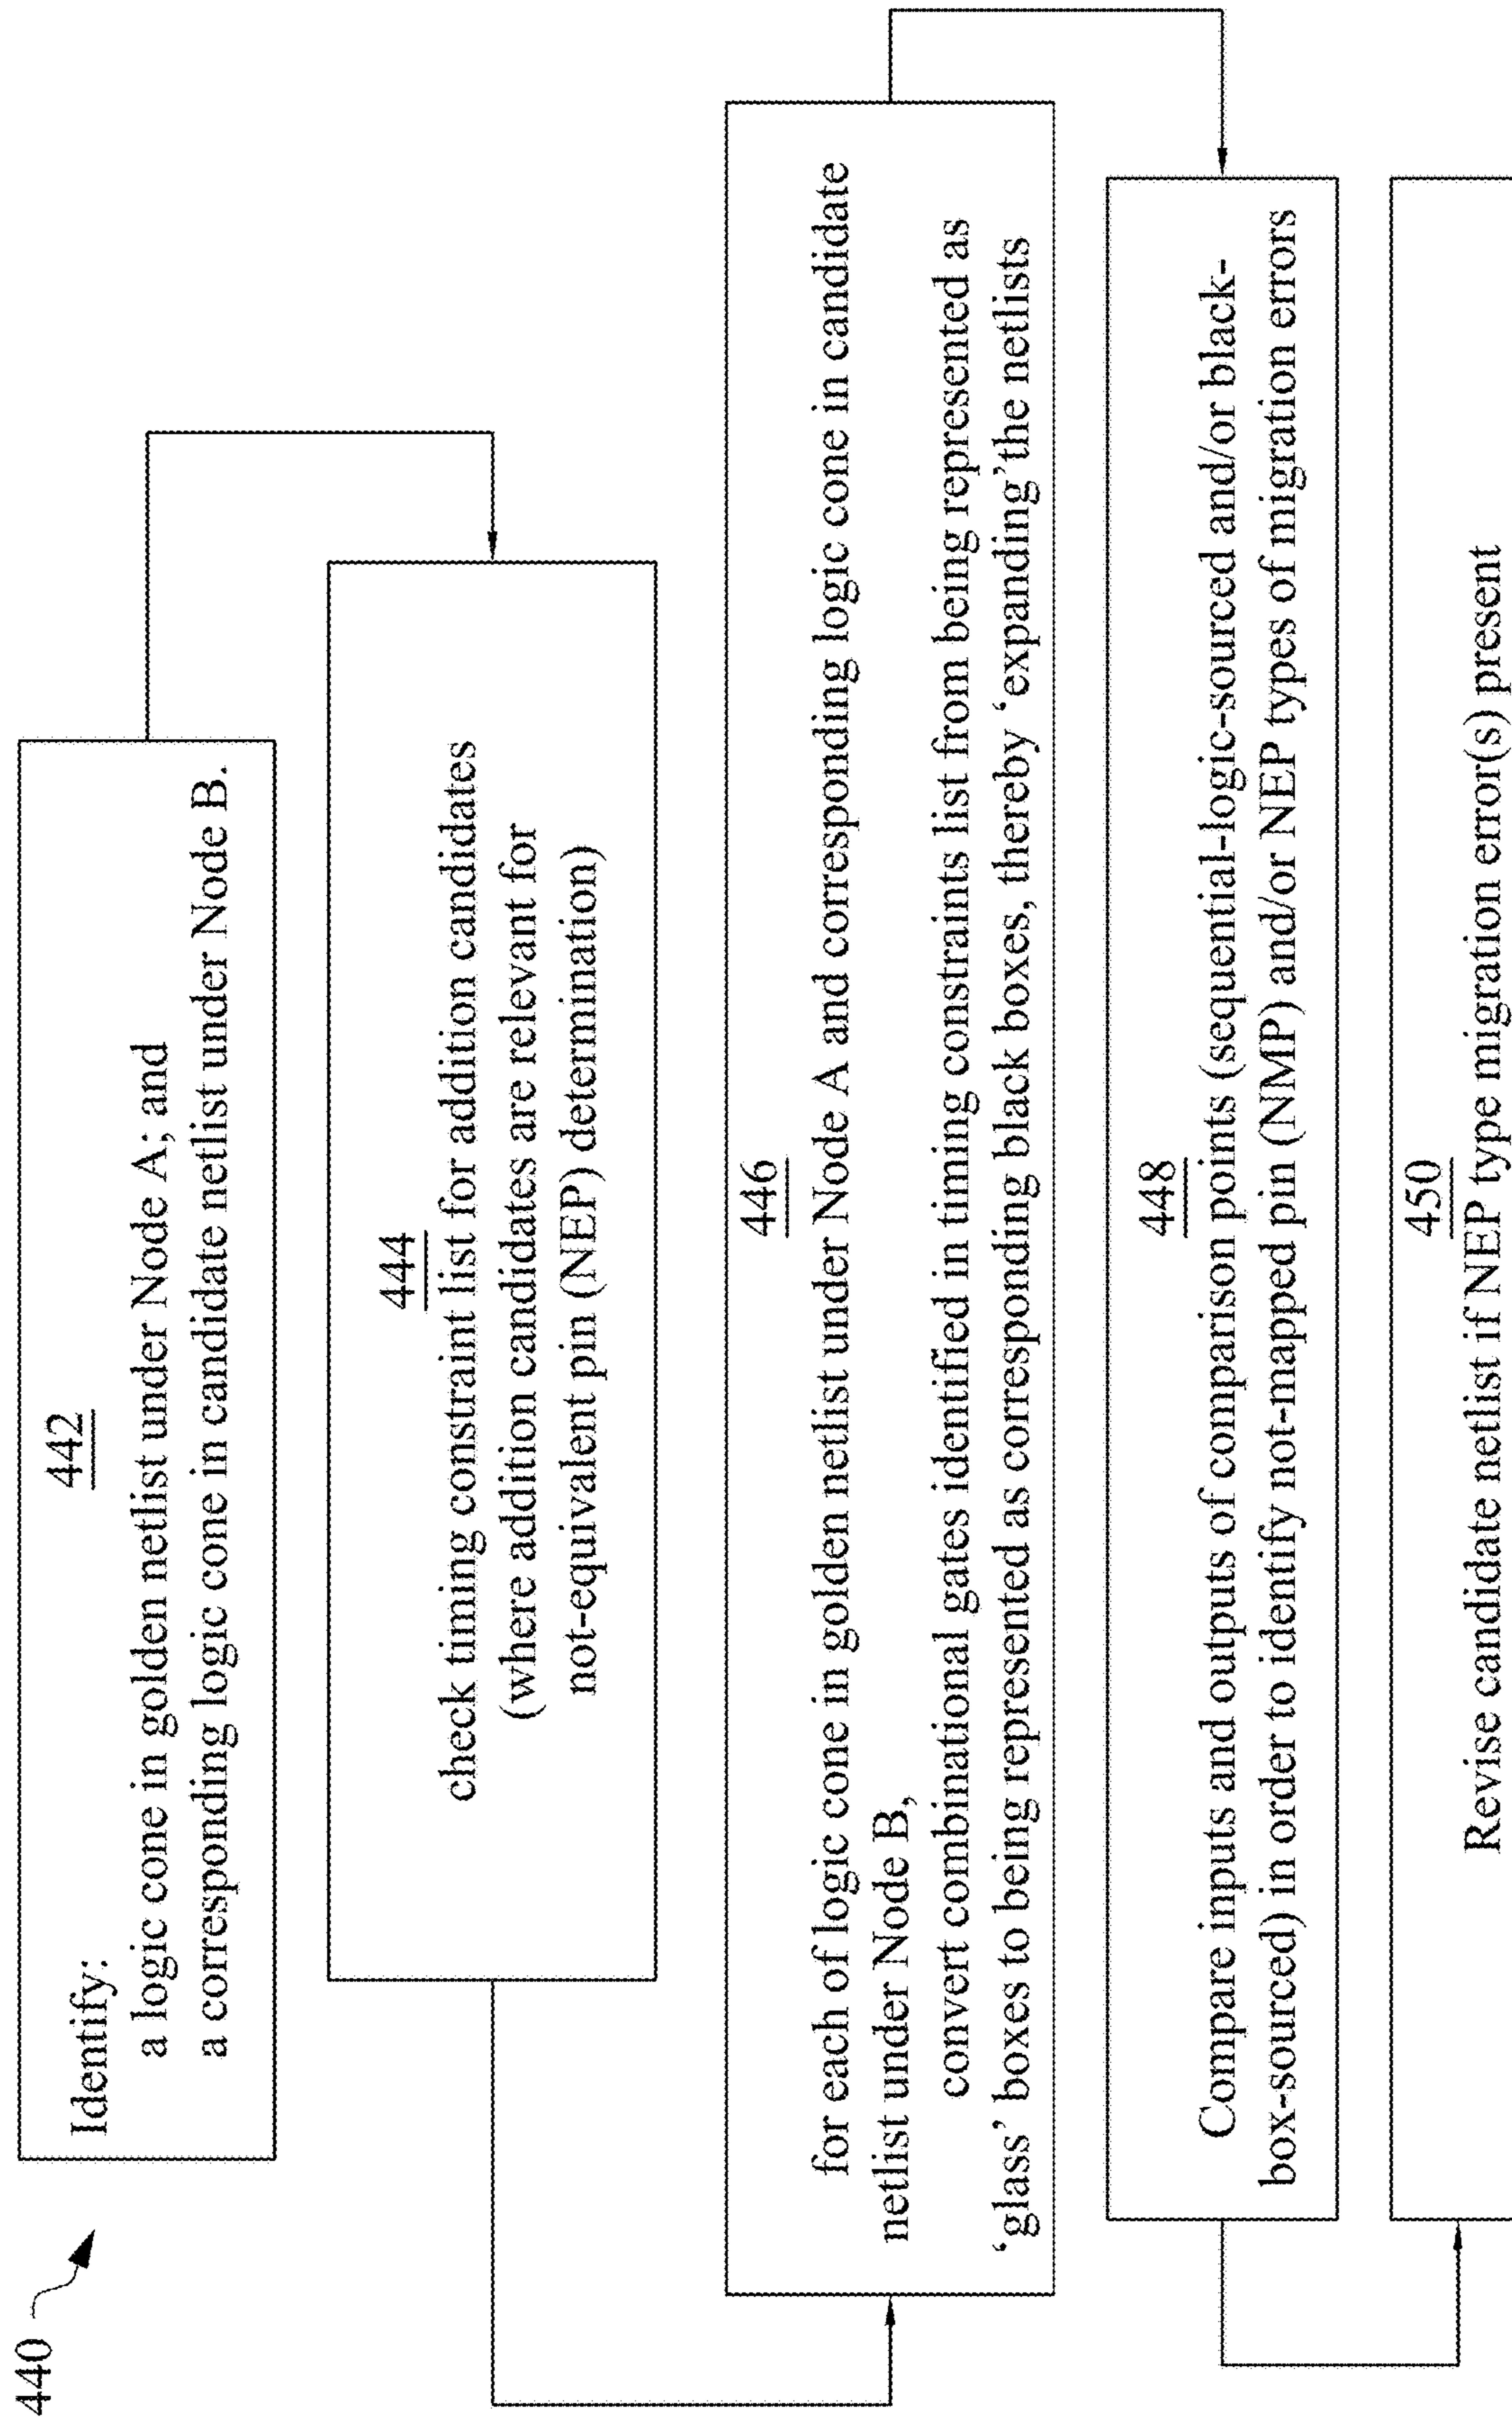 440
442
Identify:
a logic cone in golden netlist under Node A; and
a corresponding logic cone in candidate netlist under Node B.
444
check timing constraint list for addition candidates
(where addition candidates are relevant for
not-equivalent pin (NEP) determination)
446
for each of logic cone in golden netlist under Node A and corresponding logic cone in candidate
netlist under Node B,
convert combinational gates identified in timing constraints list from being represented as
‘glass’ boxes to being represented as corresponding black boxes, thereby ‘expanding’the netlists
448
Compare inputs and outputs of comparison points (sequential-logic-sourced and/or black-
box-sourced) in order to identify not-mapped pin (NMP) and/or NEP types of migration errors
450
Revise candidate netlist if NEP type migration error(s) present